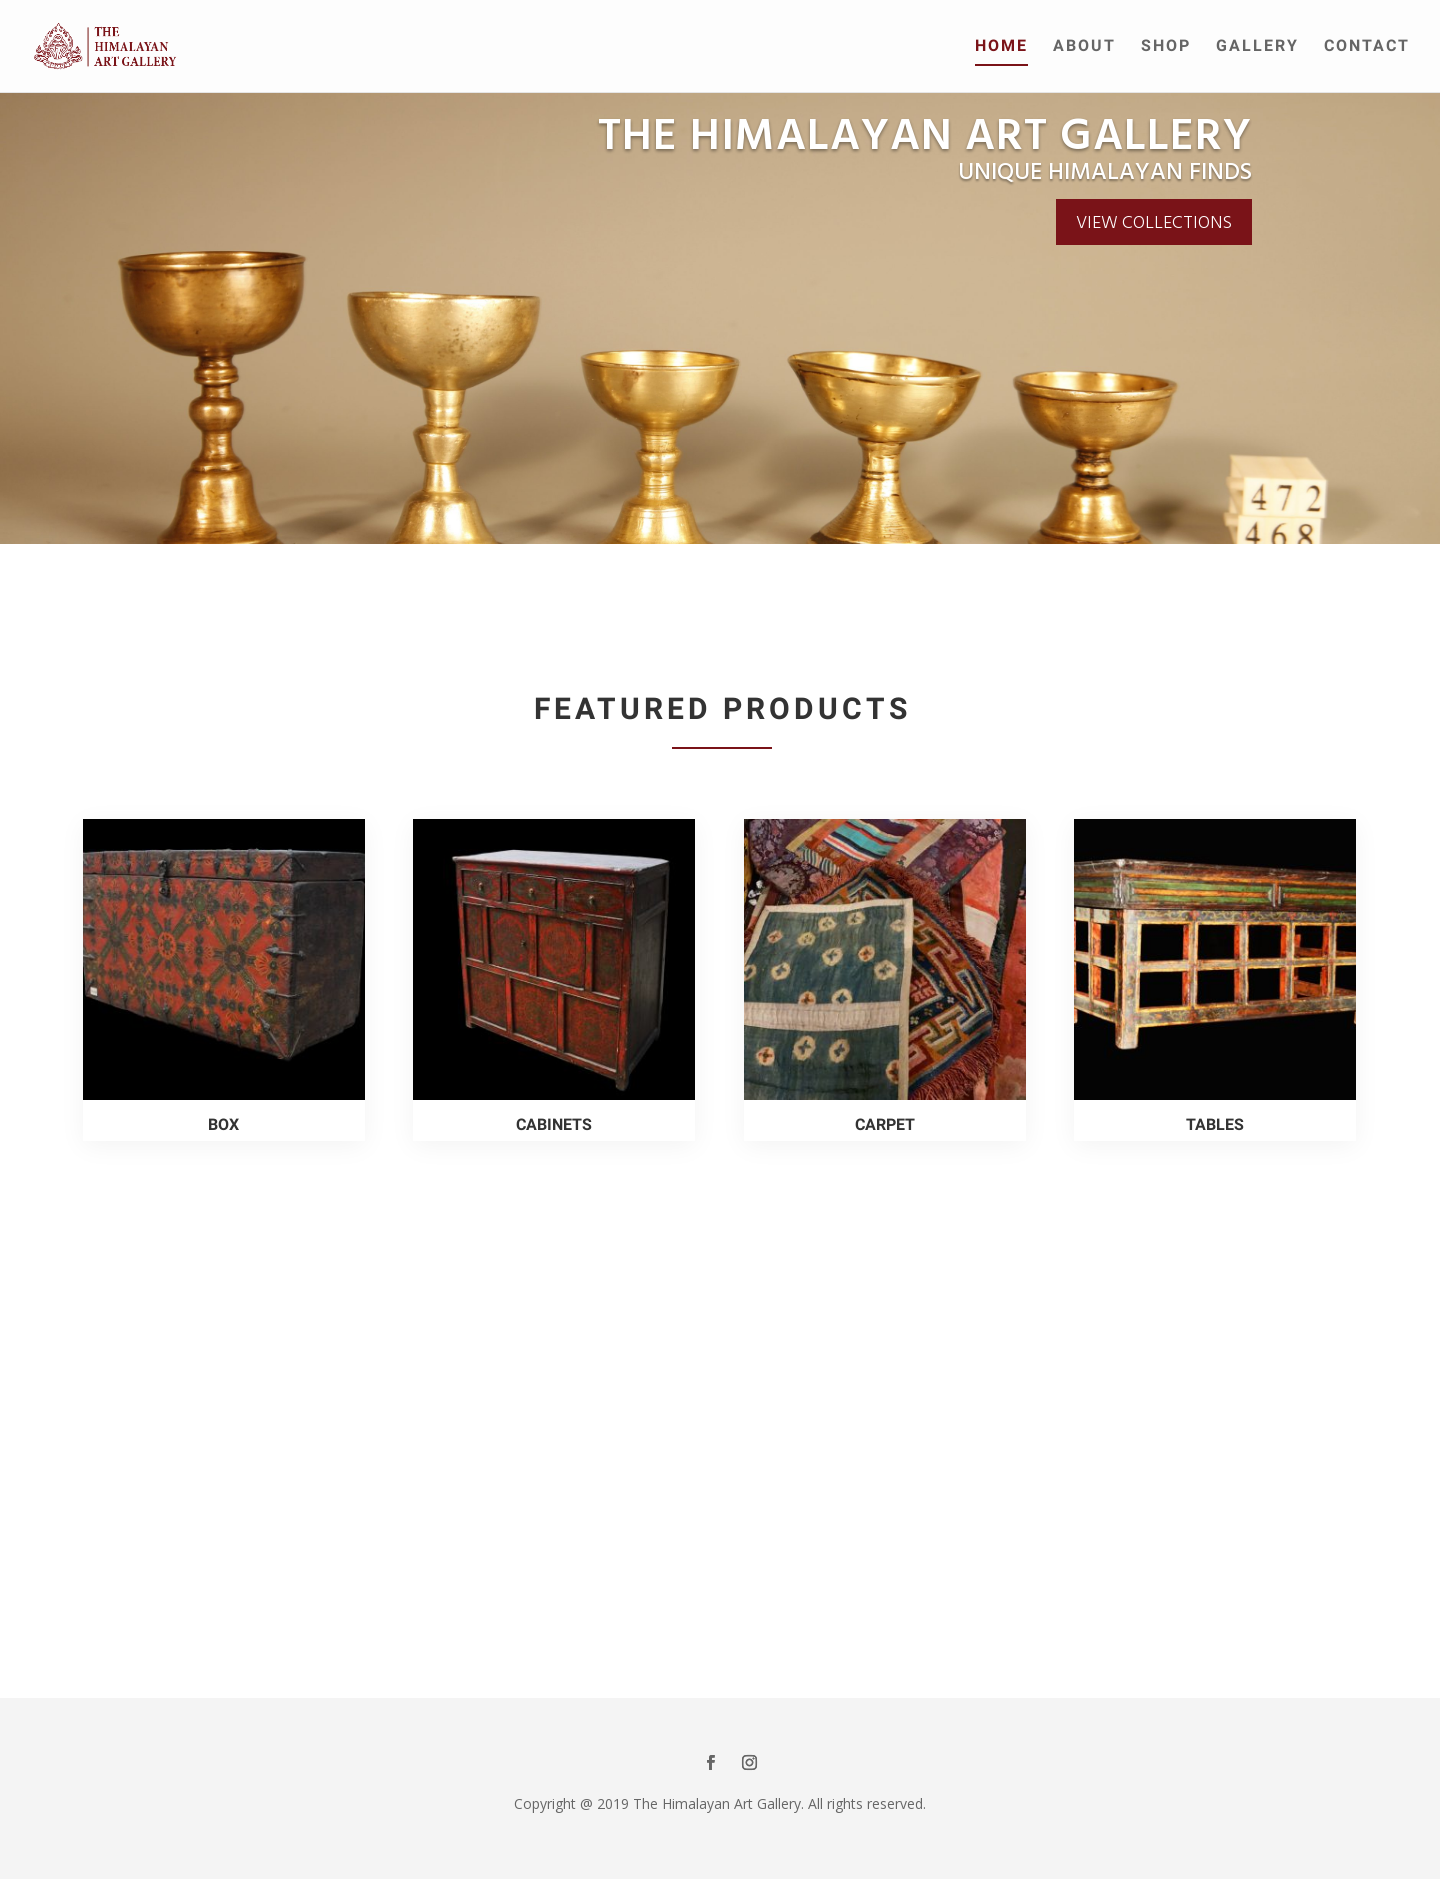 THE
HIMALAYAN
ART GALLERY
HOME ABOUT SHOP GALLERY CONTACT
THE HIMALAYAN ART GALLERY
UNIQUE HIMALAYAN FINDS
VIEW COLLECTIONS
472
468
FEATURED PRODUCTS
BOX CABINETS CARPET TABLES
Copyright @ 2019 The Himalayan Art Gallery. All rights reserved.